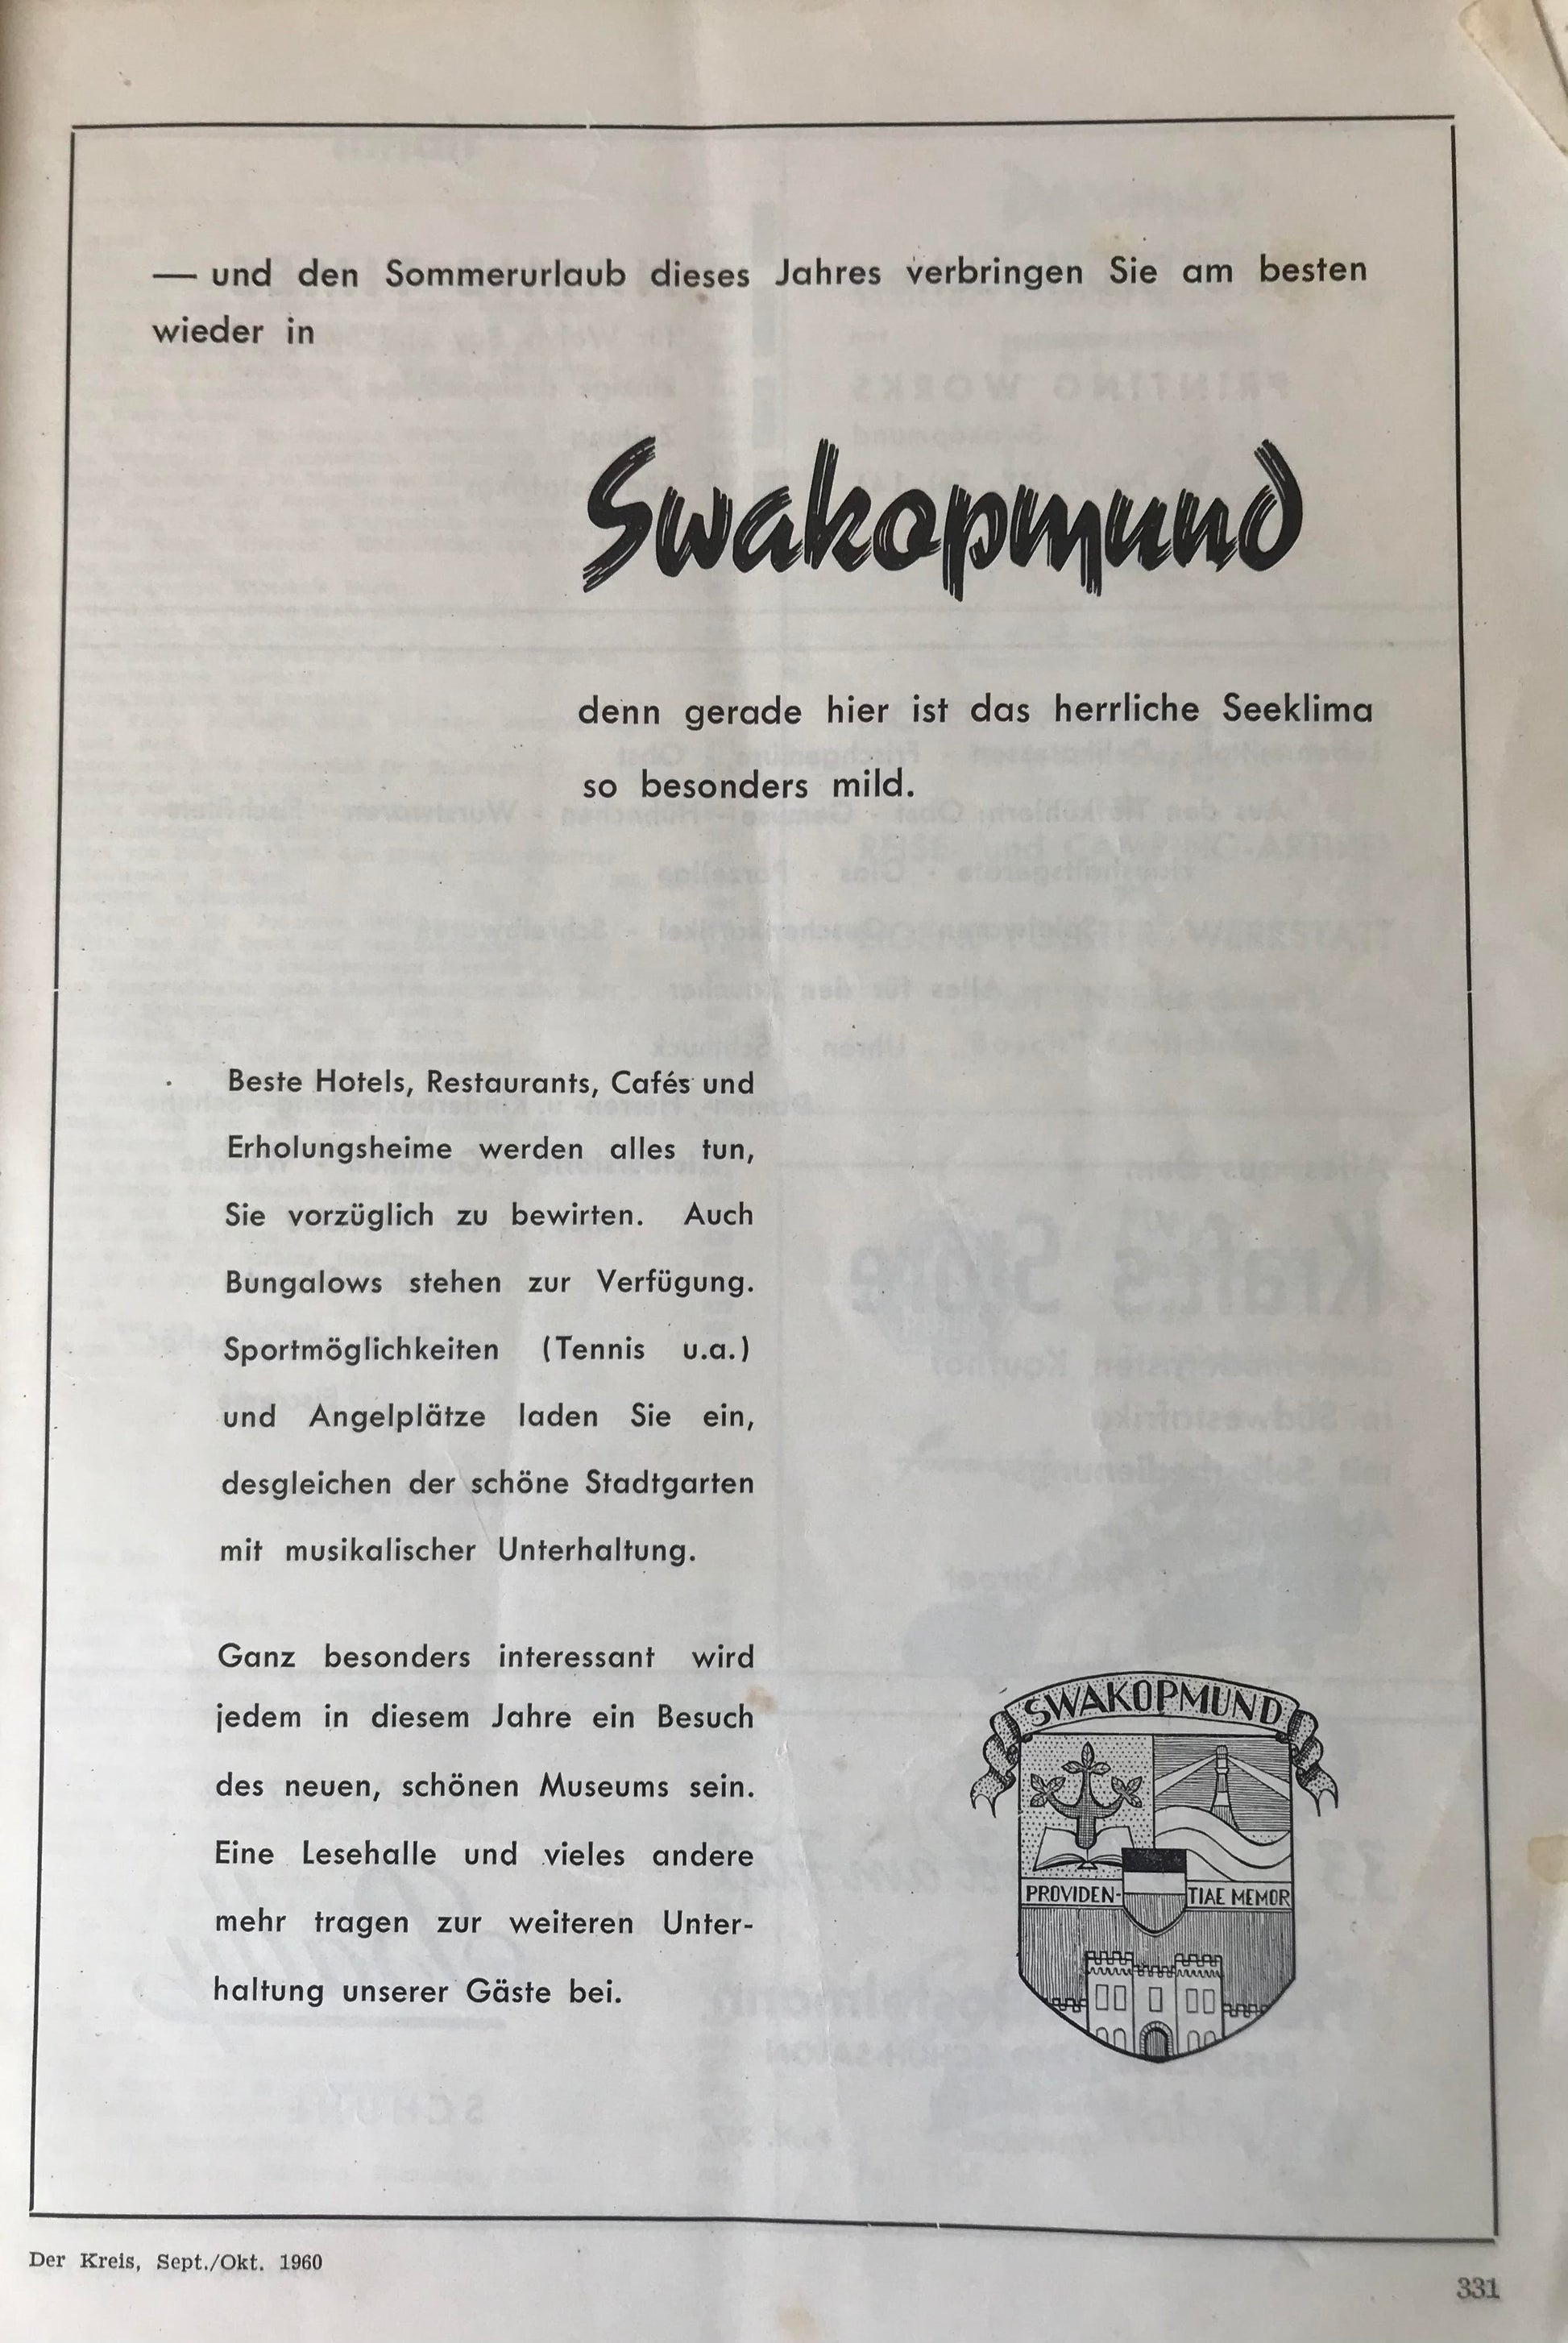 — und den Sommerurlaub dieses Jahres verbringen Sie am besten
wieder in
Swakopmund
denn gerade hier ist das herrliche Seeklima
so besonders mild.
Beste Hotels, Restaurants, Cafés und
Erholungsheime werden alles tun,
Sie vorzüglich zu bewirten. Auch
Bungalows stehen zur Verfügung.
Sportmöglichkeiten (Tennis u.a.)
und Angelplätze laden Sie ein,
desgleichen der schöne Stadtgarten
mit musikalischer Unterhaltung.
Ganz besonders interessant wird
jedem in diesem Jahre ein Besuch
des neuen, schönen Museums sein.
Eine Lesehalle und vieles andere
mehr tragen zur weiteren Unter-
haltung unserer Gäste bei.
SWAKOPMUND
PROVIDEN- TIAE MEMOR
Der Kreis, Sept./Okt. 1960
331